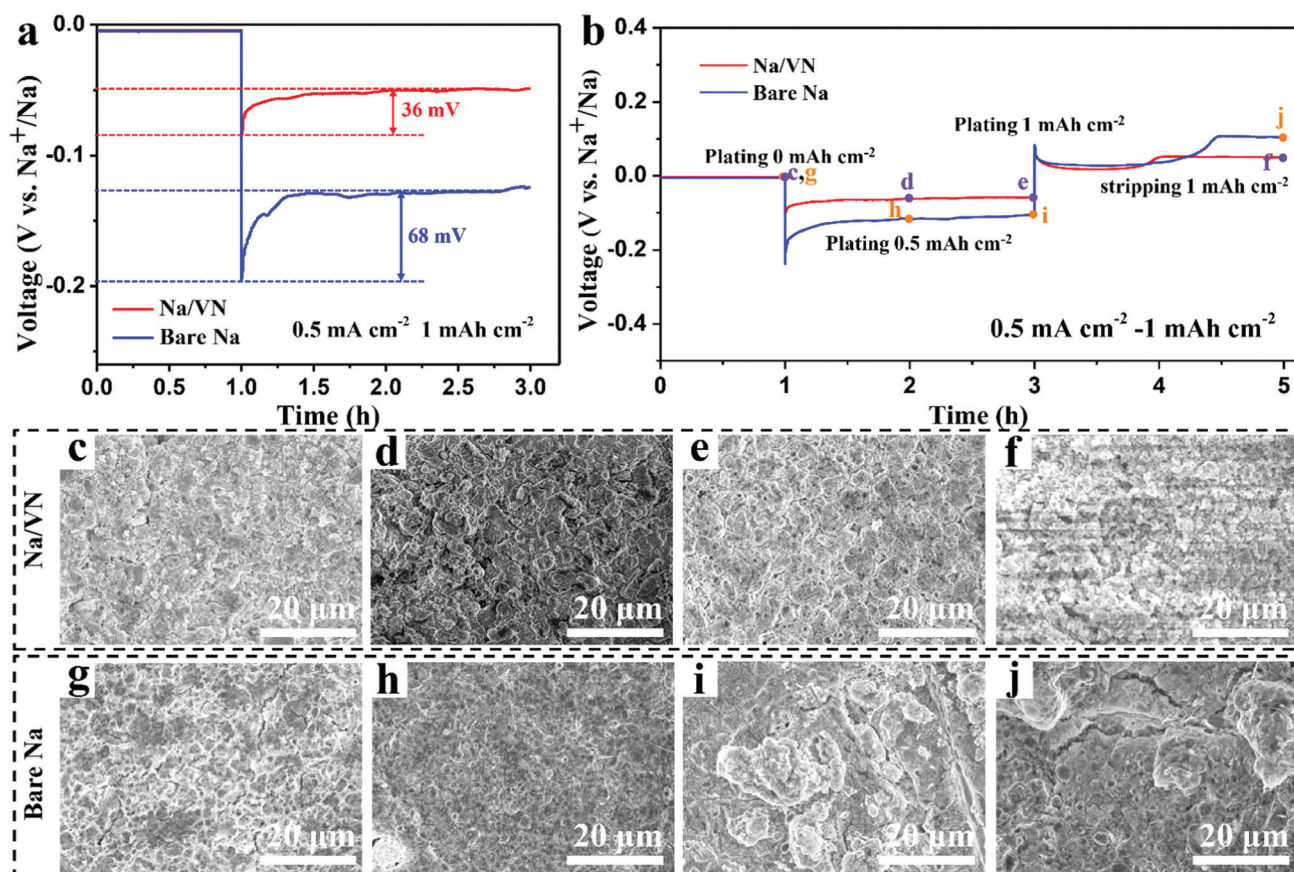 a
Voltage (V vs. Na⁺/Na)
0.0
-0.1
-0.2
36 mV
68 mV
Na/VN
Bare Na
0.5 mA cm⁻² 1 mAh cm⁻²
0.0 0.5 1.0 1.5 2.0 2.5 3.0
Time (h)
b
Voltage (V vs. Na⁺/Na)
0.4
0.2
0.0
-0.2
-0.4
Na/VN
Bare Na
Plating 0 mAh cm⁻²
c,g
d
h
Plating 0.5 mAh cm⁻²
e
i
Plating 1 mAh cm⁻²
j
f
stripping 1 mAh cm⁻²
0.5 mA cm⁻² -1 mAh cm⁻²
0 1 2 3 4 5
Time (h)
Na/VN
c
20 μm
d
20 μm
e
20 μm
f
20 μm
Bare Na
g
20 μm
h
20 μm
i
20 μm
j
20 μm